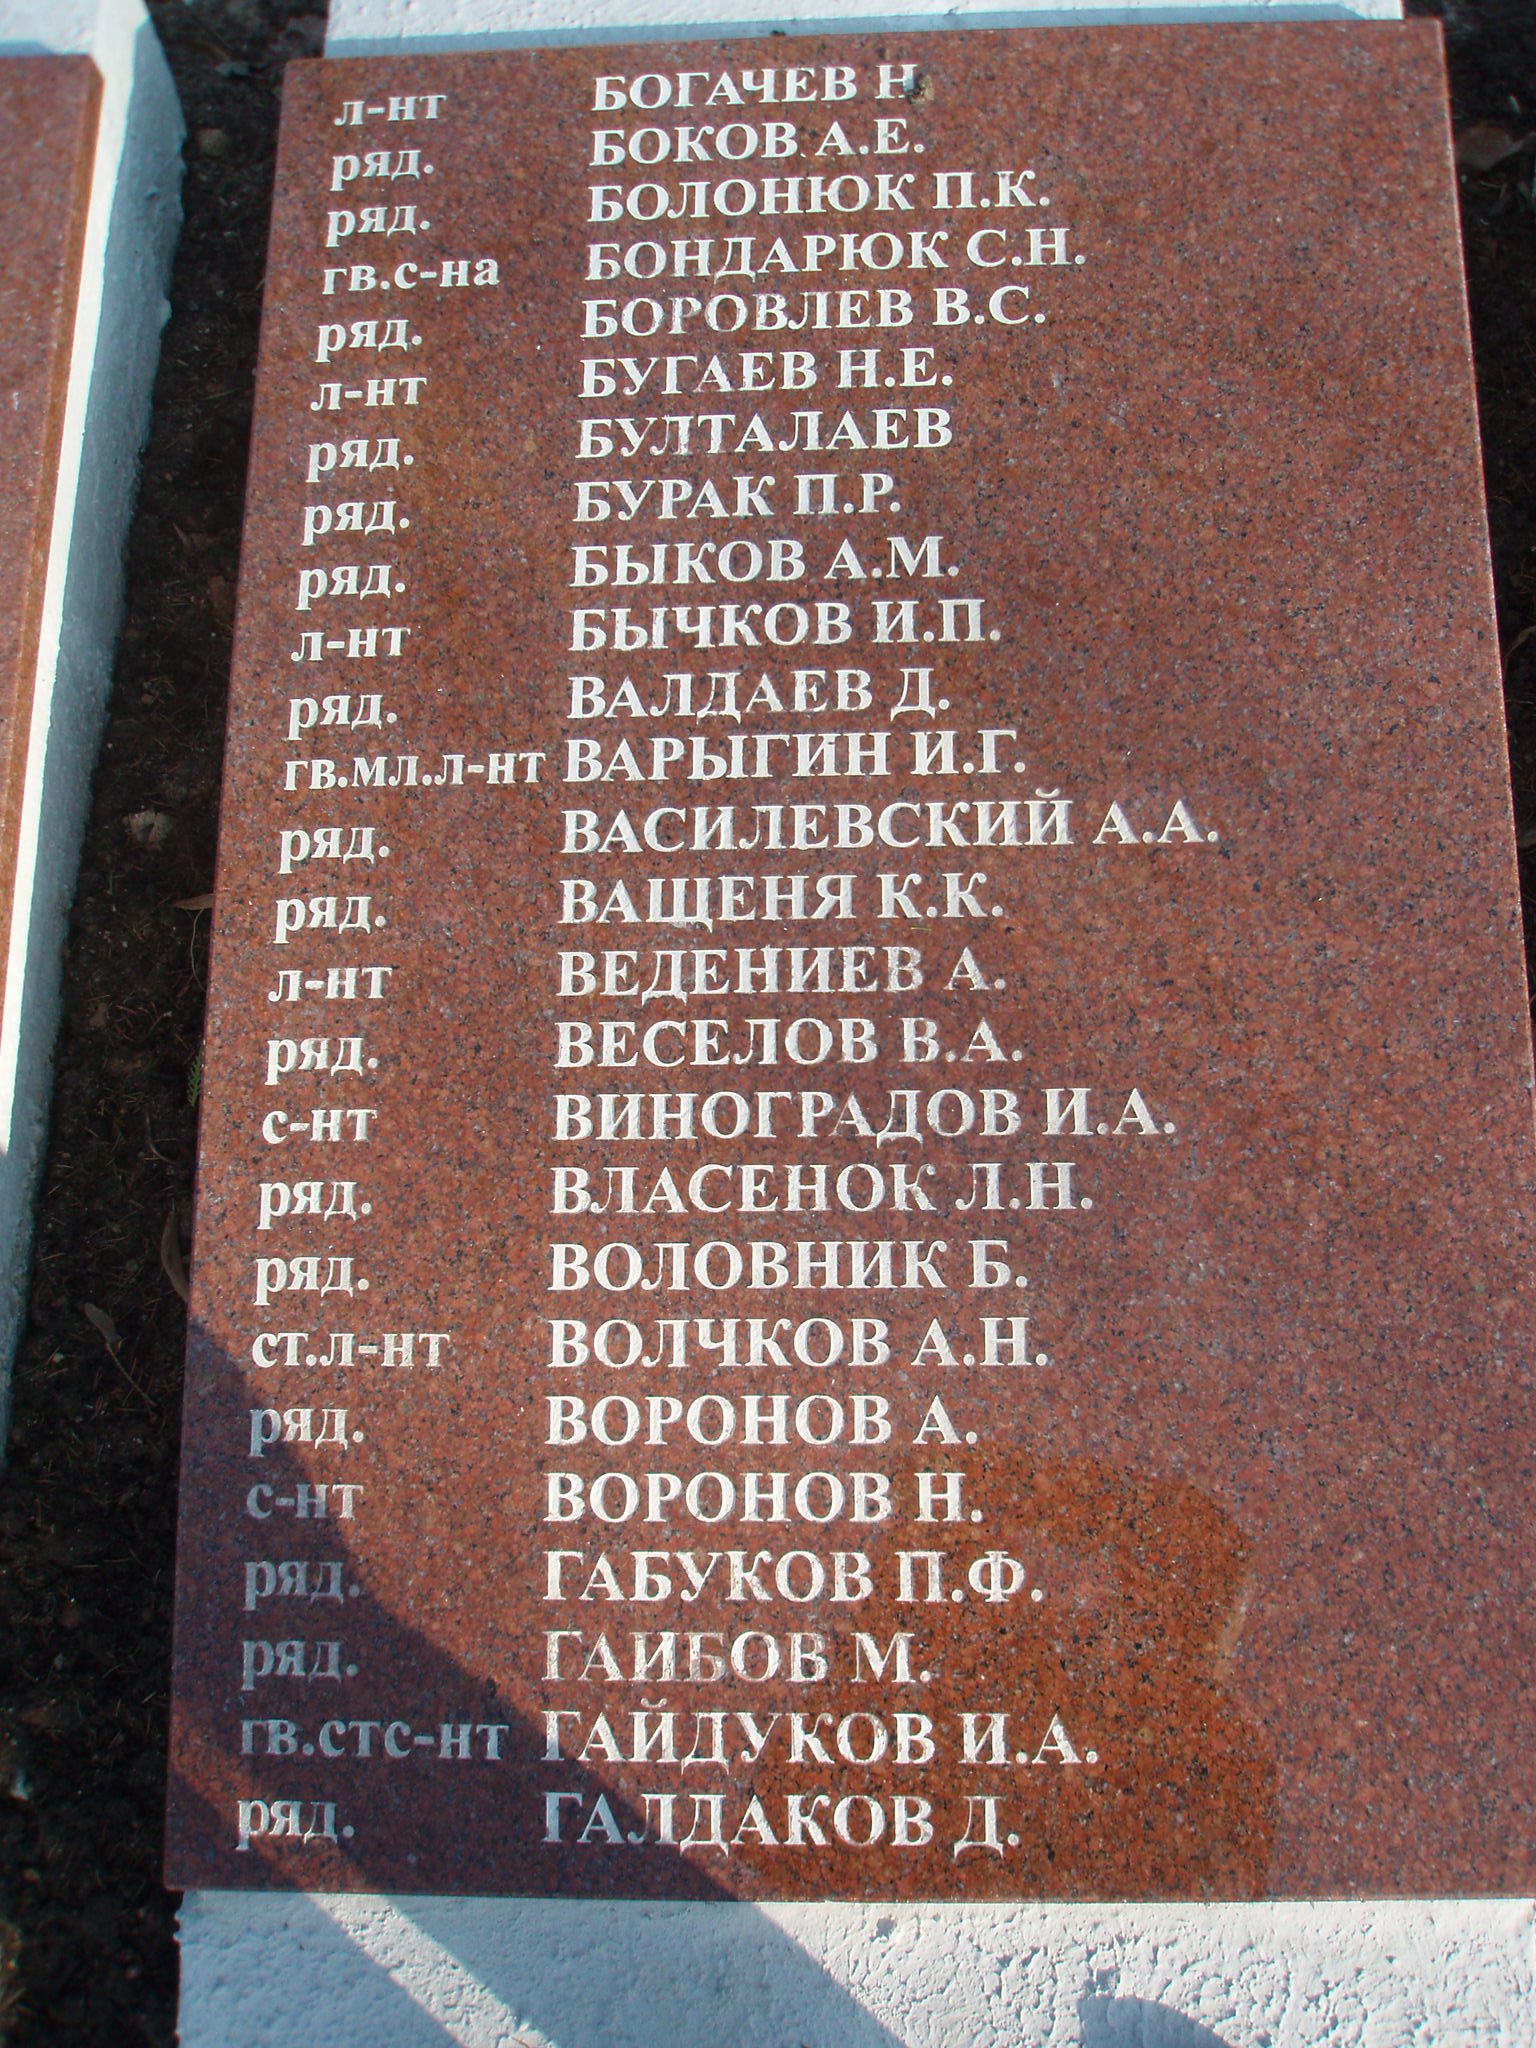 л-нт БОГАЧЕВ Н
ряд. БОКОВ А.Е.
ряд. БОЛОНЮК П.К.
гв.с-на БОНДАРЮК С.Н.
ряд. БОРОВЛЕВ В.С.
л-нт БУГАЕВ Н.Е.
ряд. БУЛТАЛАЕВ
ряд. БУРАК П.Р.
ряд. БЫКОВ А.М.
л-нт БЫЧКОВ И.П.
ряд. ВАЛДАЕВ Д.
гв.мл.л-нт ВАРЫГИН И.Г.
ряд. ВАСИЛЕВСКИЙ А.А.
ряд. ВАЩЕНЯ К.К.
л-нт ВЕДЕНИЕВ А.
ряд. ВЕСЕЛОВ В.А.
с-нт ВИНОГРАДОВ И.А.
ряд. ВЛАСЕНОК Л.Н.
ряд. ВОЛОВНИК Б.
ст.л-нт ВОЛЧКОВ А.Н.
ряд. ВОРОНОВ А.
с-нт ВОРОНОВ Н.
ряд. ГАБУКОВ П.Ф.
ряд. ГАИБОВ М.
гв.стс-нт ГАЙДУКОВ И.А.
ряд. ГАЛДАКОВ Д.